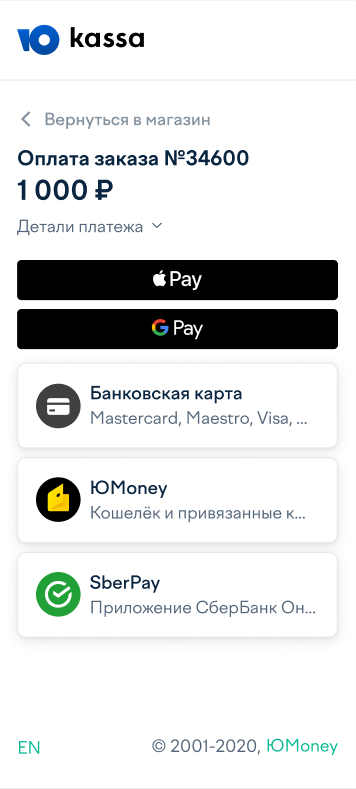 Ю kassa
Вернуться в магазин
Оплата заказа №34600
1 000 ₽
Детали платежа
Pay
G Pay
Банковская карта
Mastercard, Maestro, Visa, ...
ЮMoney
Кошелёк и привязанные к...
SberPay
Приложение СберБанк Он...
EN
© 2001-2020, ЮMoney